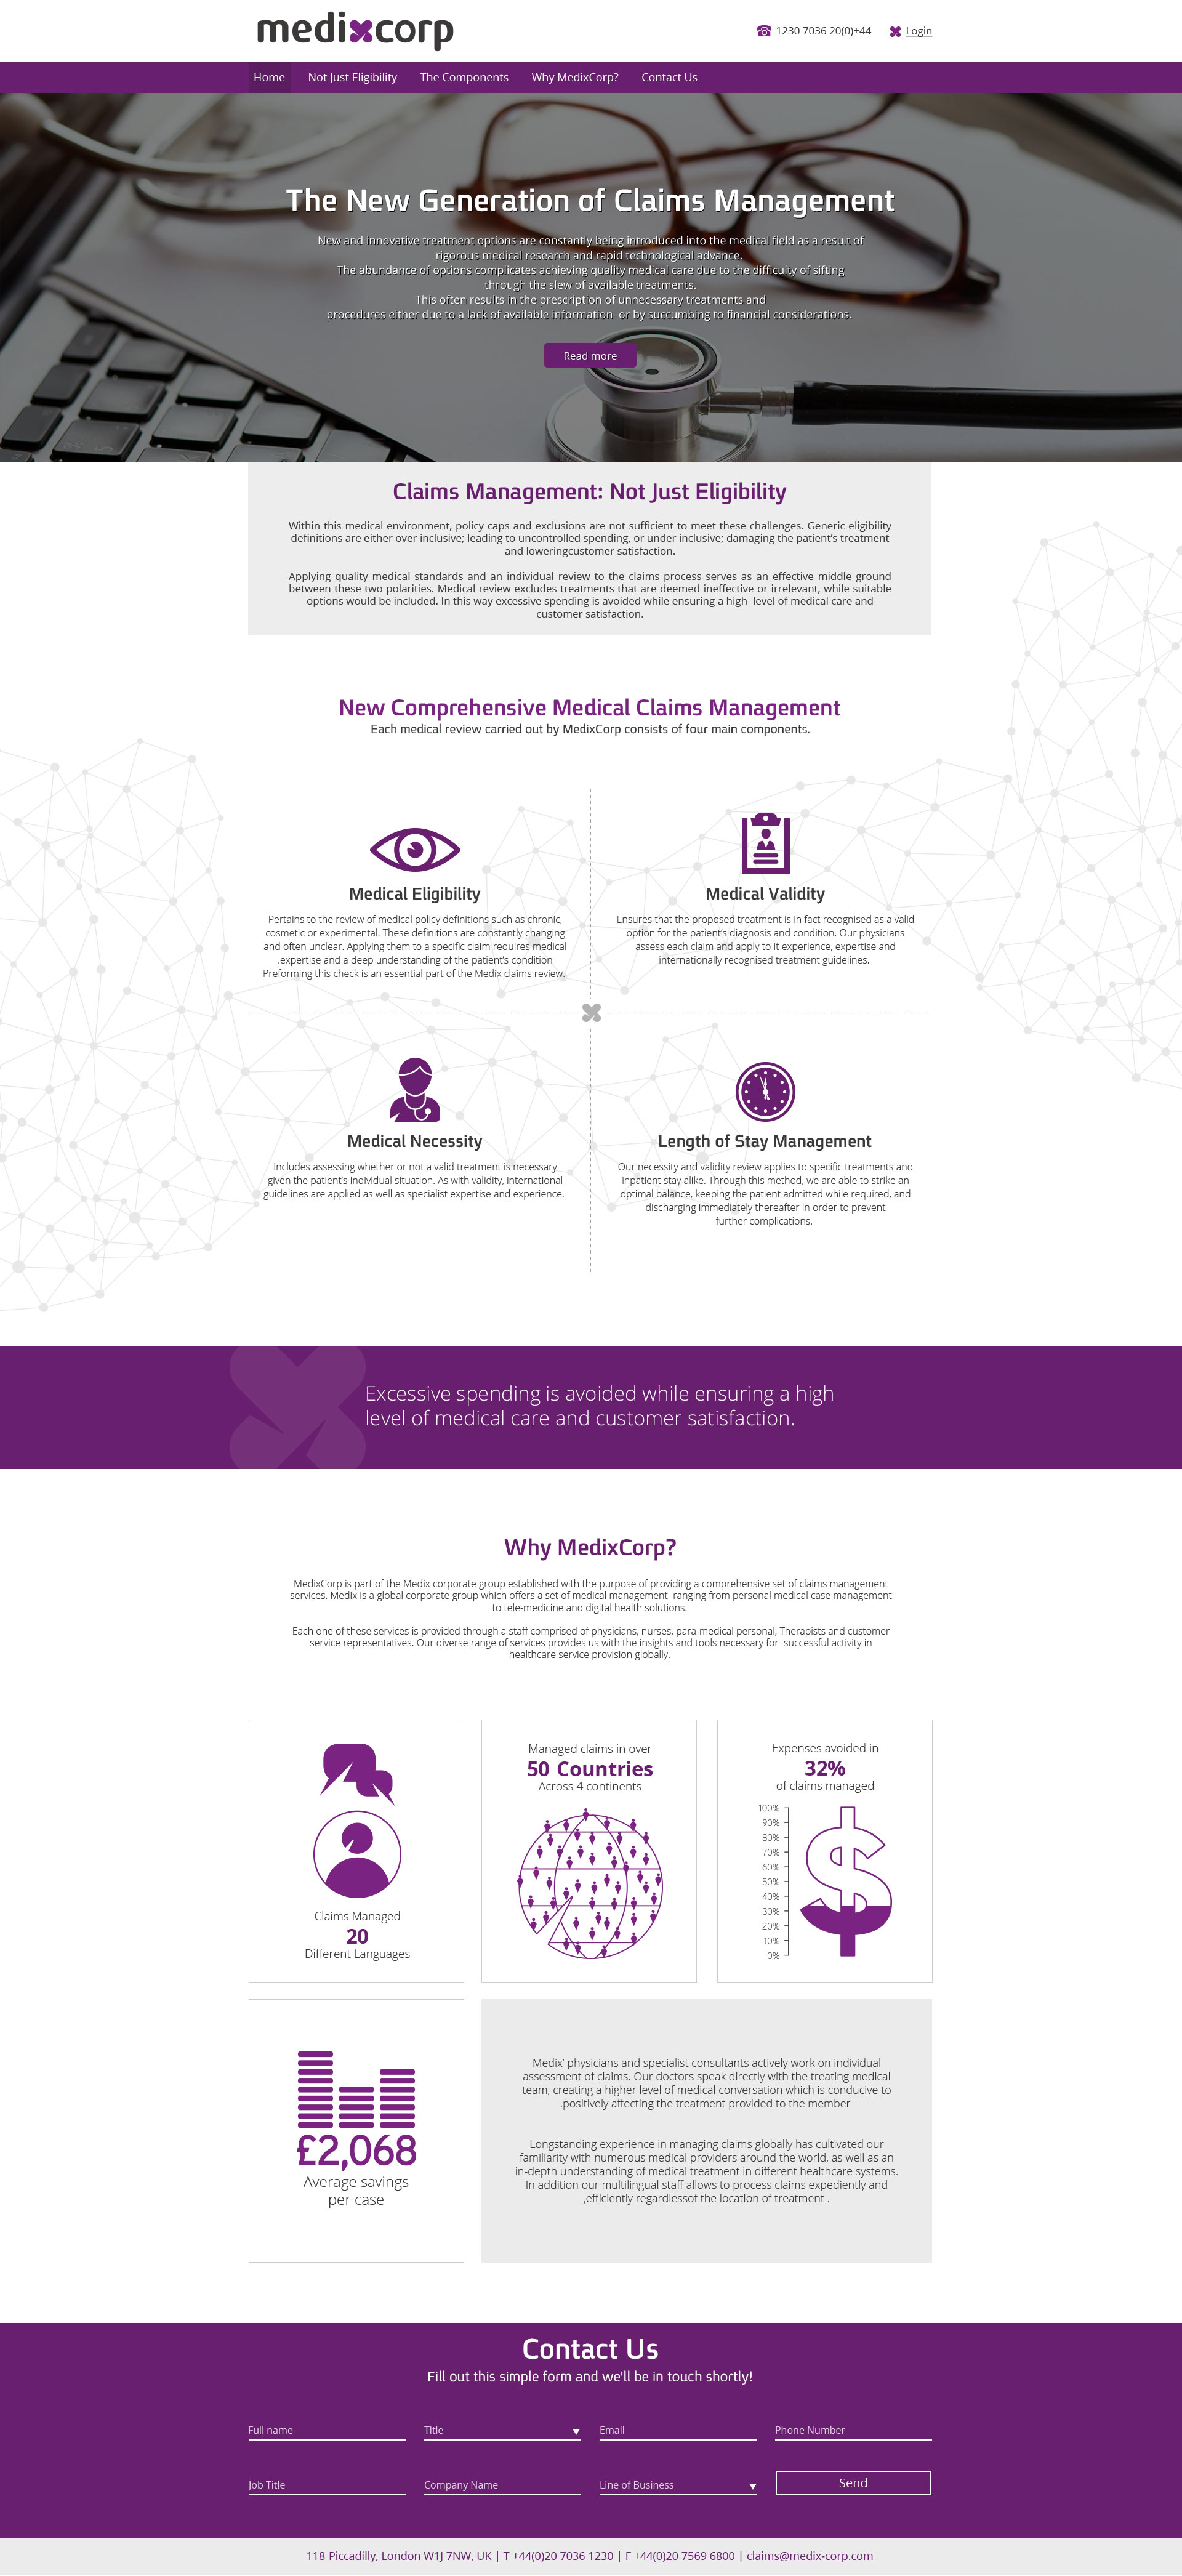 medixcorp
1230 7036 20(0)+44
Login
Home
Not Just Eligibility
The Components
Why MedixCorp?
Contact Us
The New Generation of Claims Management
New and innovative treatment options are constantly being introduced into the medical field as a result of
rigorous medical research and rapid technological advance.
The abundance of options complicates achieving quality medical care due to the difficulty of sifting
through the slew of available treatments.
This often results in the prescription of unnecessary treatments and
procedures either due to a lack of available information or by succumbing to financial considerations.
Read more
Claims Management: Not Just Eligibility
Within this medical environment, policy caps and exclusions are not sufficient to meet these challenges. Generic eligibility
definitions are either over inclusive; leading to uncontrolled spending, or under inclusive; damaging the patient's treatment
and loweringcustomer satisfaction.
Applying quality medical standards and an individual review to the claims process serves as an effective middle ground
between these two polarities. Medical review excludes treatments that are deemed ineffective or irrelevant, while suitable
options would be included. In this way excessive spending is avoided while ensuring a high level of medical care and
customer satisfaction.
New Comprehensive Medical Claims Management
Each medical review carried out by MedixCorp consists of four main components.
Medical Eligibility
Pertains to the review of medical policy definitions such as chronic,
cosmetic or experimental. These definitions are constantly changing
and often unclear. Applying them to a specific claim requires medical
.expertise and a deep understanding of the patient's condition
Preforming this check is an essential part of the Medix claims review.
Medical Validity
Ensures that the proposed treatment is in fact recognised as a valid
option for the patient's diagnosis and condition. Our physicians
assess each claim and apply to it experience, expertise and
internationally recognised treatment guidelines.
Medical Necessity
Includes assessing whether or not a valid treatment is necessary
given the patient's individual situation. As with validity, international
guidelines are applied as well as specialist expertise and experience.
Length of Stay Management
Our necessity and validity review applies to specific treatments and
inpatient stay alike. Through this method, we are able to strike an
optimal balance, keeping the patient admitted while required, and
discharging immediately thereafter in order to prevent
further complications.
Excessive spending is avoided while ensuring a high
level of medical care and customer satisfaction.
Why MedixCorp?
MedixCorp is part of the Medix corporate group established with the purpose of providing a comprehensive set of claims management
services. Medix is a global corporate group which offers a set of medical management ranging from personal medical case management
to tele-medicine and digital health solutions.
Each one of these services is provided through a staff comprised of physicians, nurses, para-medical personal, Therapists and customer
service representatives. Our diverse range of services provides us with the insights and tools necessary for successful activity in
healthcare service provision globally.
Claims Managed
20
Different Languages
Managed claims in over
50 Countries
Across 4 continents
Expenses avoided in
32%
of claims managed
100%
90%
80%
70%
60%
50%
40%
30%
20%
10%
0%
£2,068
Average savings
per case
Medix' physicians and specialist consultants actively work on individual
assessment of claims. Our doctors speak directly with the treating medical
team, creating a higher level of medical conversation which is conducive to
.positively affecting the treatment provided to the member
Longstanding experience in managing claims globally has cultivated our
familiarity with numerous medical providers around the world, as well as an
in-depth understanding of medical treatment in different healthcare systems.
In addition our multilingual staff allows to process claims expediently and
,efficiently regardlessof the location of treatment .
Contact Us
Fill out this simple form and we'll be in touch shortly!
Full name
Title
Email
Phone Number
Job Title
Company Name
Line of Business
Send
118 Piccadilly, London W1J 7NW, UK | T +44(0)20 7036 1230 | F +44(0)20 7569 6800 | claims@medix-corp.com